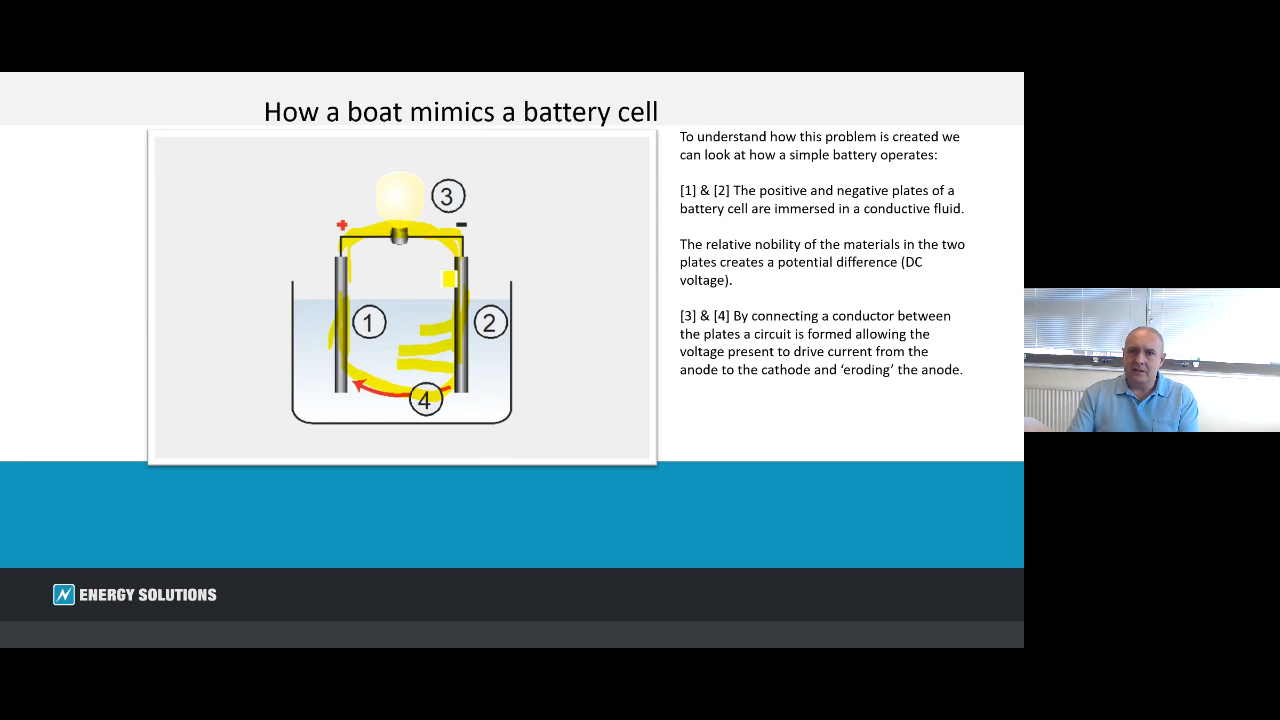 How a boat mimics a battery cell
To understand how this problem is created we
can look at how a simple battery operates:
[1] & [2] The positive and negative plates of a
battery cell are immersed in a conductive fluid.
The relative nobility of the materials in the two
plates creates a potential difference (DC
voltage).
[3] & [4] By connecting a conductor between
the plates a circuit is formed allowing the
voltage present to drive current from the
anode to the cathode and ‘eroding’ the anode.
3
+ -
1 2
4
ENERGY SOLUTIONS